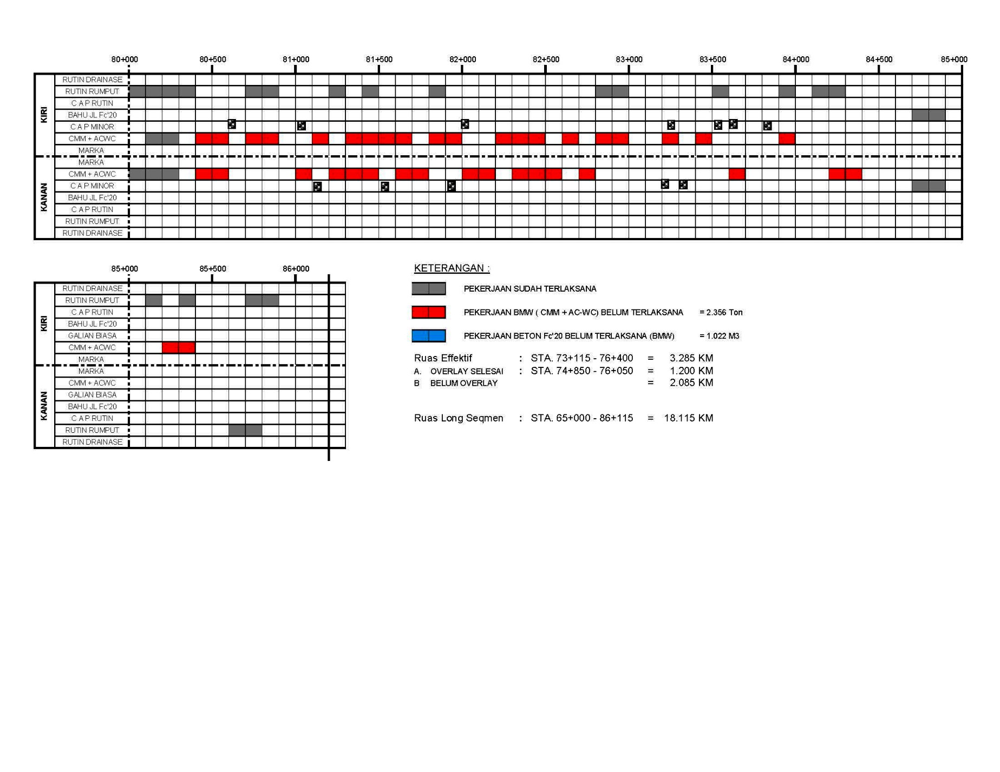 80+000 80+500 81+000 81+500 82+000 82+500 83+000 83+500 84+000 84+500 85+000
KIRI
RUTIN DRAINASE
RUTIN RUMPUT
C A P RUTIN
BAHU JL Fc'20
C A P MINOR
CMM + ACWC
MARKA
KANAN
MARKA
CMM + ACWC
C A P MINOR
BAHU JL Fc'20
C A P RUTIN
RUTIN RUMPUT
RUTIN DRAINASE
85+000 85+500 86+000
KIRI
RUTIN DRAINASE
RUTIN RUMPUT
C A P RUTIN
BAHU JL Fc'20
GALIAN BIASA
CMM + ACWC
MARKA
KANAN
MARKA
CMM + ACWC
GALIAN BIASA
BAHU JL Fc'20
C A P RUTIN
RUTIN RUMPUT
RUTIN DRAINASE
KETERANGAN :
PEKERJAAN SUDAH TERLAKSANA
PEKERJAAN BMW ( CMM + AC-WC) BELUM TERLAKSANA = 2.356 Ton
PEKERJAAN BETON Fc'20 BELUM TERLAKSANA (BMW) = 1.022 M3
Ruas Effektif : STA. 73+115 - 76+400 = 3.285 KM
A. OVERLAY SELESAI : STA. 74+850 - 76+050 = 1.200 KM
B BELUM OVERLAY = 2.085 KM
Ruas Long Seqmen : STA. 65+000 - 86+115 = 18.115 KM